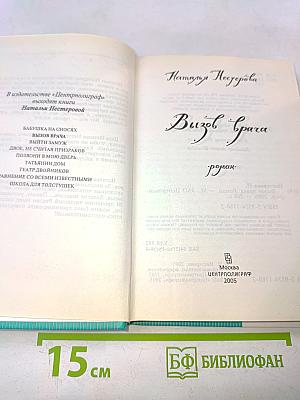 В издательстве «Центрполиграф»
выходят книги
Натальи Нестеровой
БАБУШКА НА СНОСЯХ
ВЫЗОВ ВРАЧА
ВЫЙТИ ЗАМУЖ
ДВОЕ, НЕ СЧИТАЯ ПРИЗРАКОВ
ПОЗВОНИ В МОЮ ДВЕРЬ
ТАТЬЯНИН ДОМ
ТЕАТР ДВОЙНИКОВ
УРАВНЕНИЕ СО ВСЕМИ ИЗВЕСТНЫМИ
ШКОЛА ДЛЯ ТОЛСТУШЕК
Наталья Нестерова
Вызов врача
роман
Москва
ЦЕНТРПОЛИГРАФ
2005
15 см
БФ БИБЛИОФАН